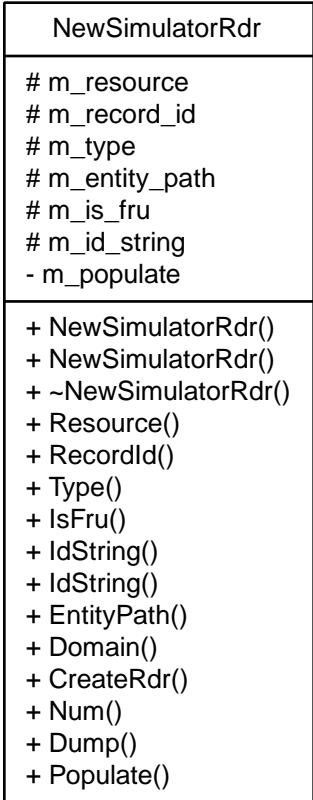 NewSimulatorRdr
# m_resource
# m_record_id
# m_type
# m_entity_path
# m_is_fru
# m_id_string
- m_populate
+ NewSimulatorRdr()
+ NewSimulatorRdr()
+ ~NewSimulatorRdr()
+ Resource()
+ RecordId()
+ Type()
+ IsFru()
+ IdString()
+ IdString()
+ EntityPath()
+ Domain()
+ CreateRdr()
+ Num()
+ Dump()
+ Populate()